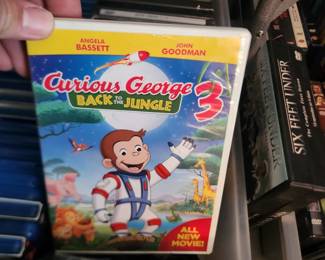 ANGELA
BASSETT
JOHN
GOODMAN
Curious George 3
BACK TO THE JUNGLE
ALL
NEW
MOVIE!
SIX FEET UNDER